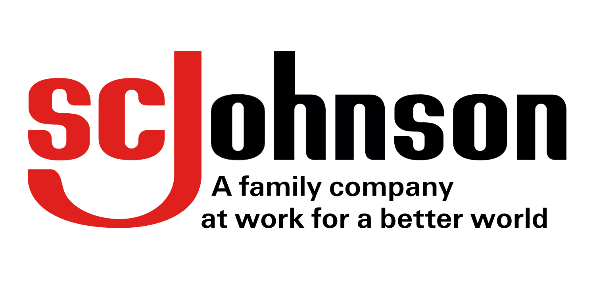 scJohnson
A family company
at work for a better world